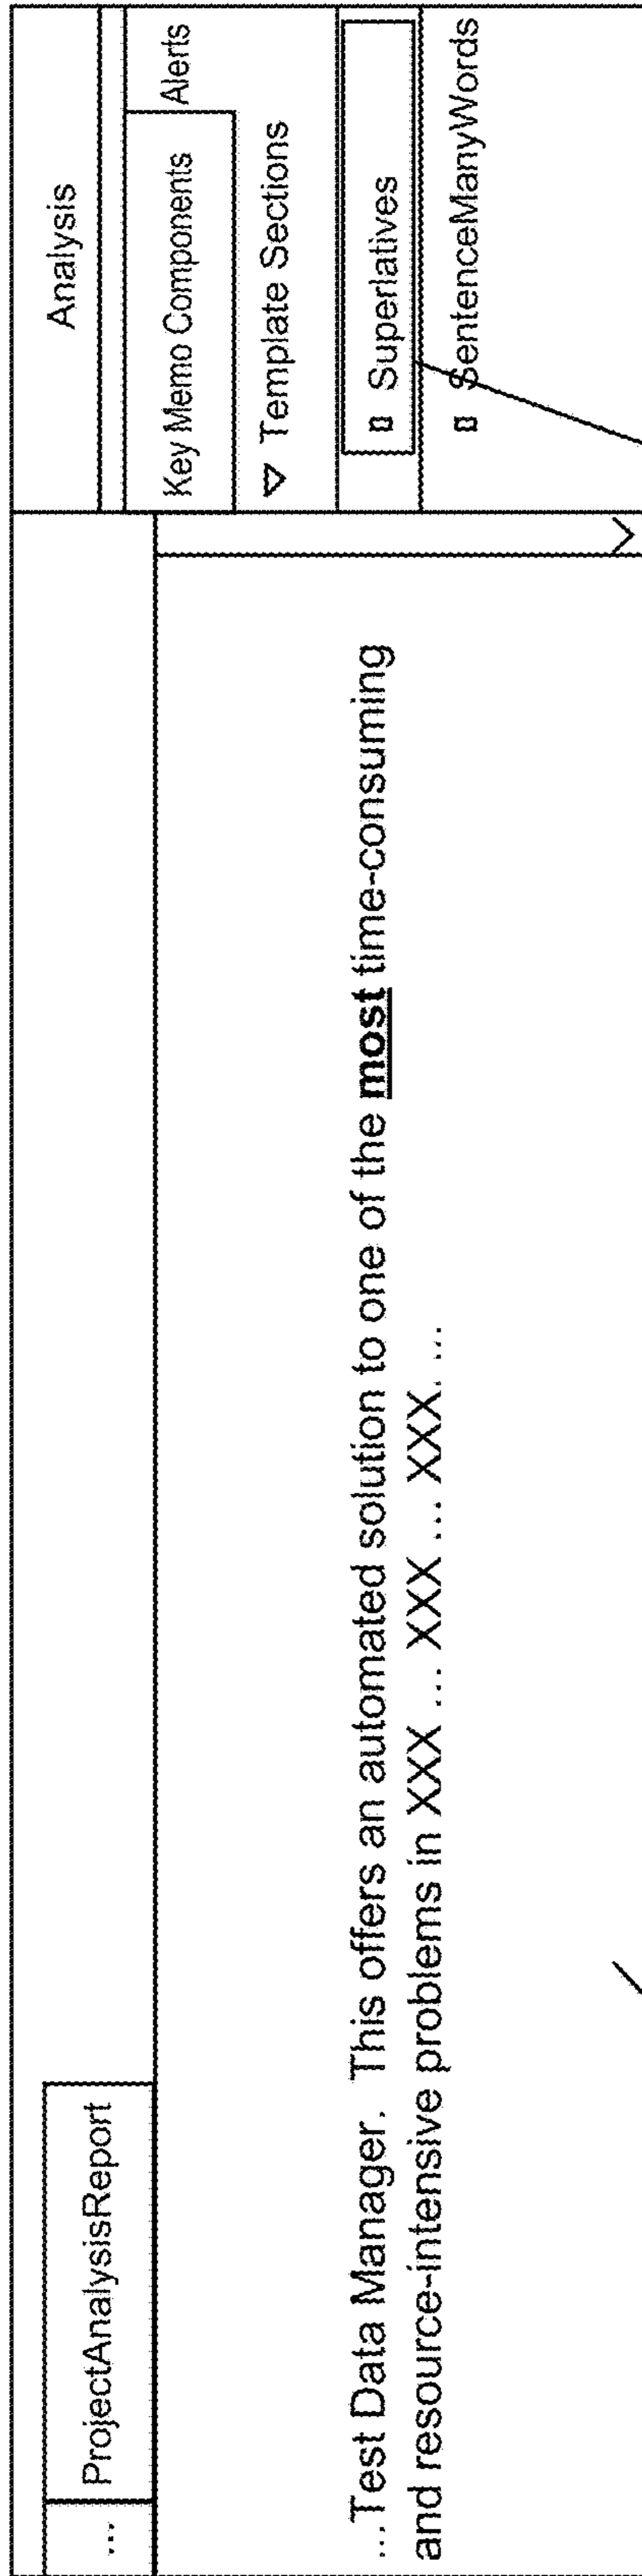 ... ProjectAnalysisReport
Analysis
Key Memo Components Alerts
▽ Template Sections
▯ Superlatives
▯ SentenceManyWords
...Test Data Manager. This offers an automated solution to one of the most time-consuming
and resource-intensive problems in XXX ... XXX ... XXX. ...